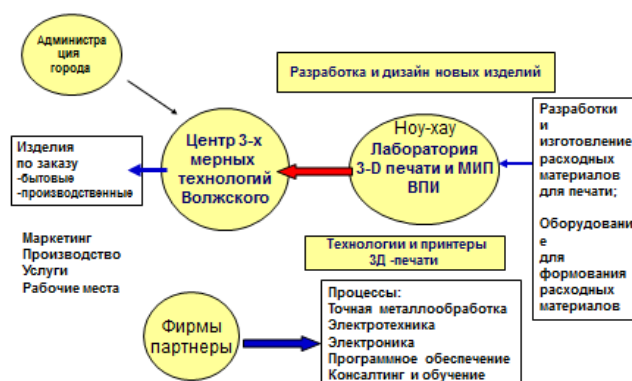 Администра
ция
города
Разработка и дизайн новых изделий
Изделия
по заказу
-бытовые
-производственные
Центр 3-х
мерных
технологий
Волжского
Ноу-хау
Лаборатория
3-D печати и МИП
ВПИ
Разработки
и
изготовление
расходных
материалов
для печати;
Оборудовани
е
для
формования
расходных
материалов
Маркетинг
Производство
Услуги
Рабочие места
Технологии и принтеры
3Д -печати
Фирмы
партнеры
Процессы:
Точная металлообработка
Электротехника
Электроника
Программное обеспечение
Консалтинг и обучение